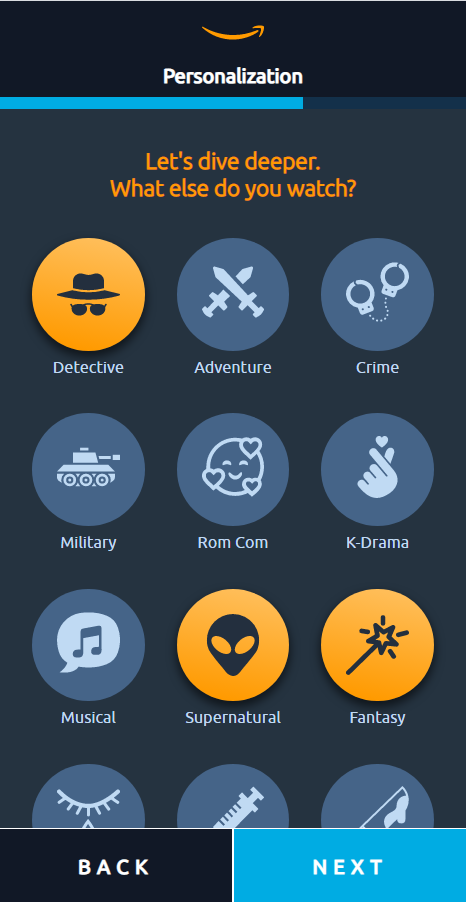 Personalization
Let's dive deeper.
What else do you watch?
Detective
Adventure
Crime
Military
Rom Com
K-Drama
Musical
Supernatural
Fantasy
BACK
NEXT